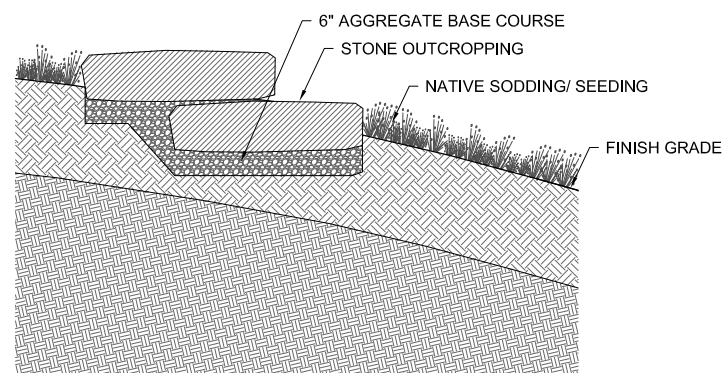 6" AGGREGATE BASE COURSE
STONE OUTCROPPING
NATIVE SODDING/ SEEDING
FINISH GRADE